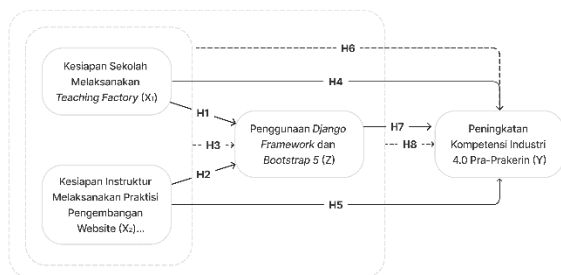 H6
Kesiapan Sekolah
Melaksanakan
Teaching Factory (X₁)
H4
H1
H3
Penggunaan Django
Framework dan
Bootstrap 5 (Z)
H7
H8
Peningkatan
Kompetensi Industri
4.0 Pra-Prakerin (Y)
H2
Kesiapan Instruktur
Melaksanakan Praktisi
Pengembangan
Website (X₂)...
H5